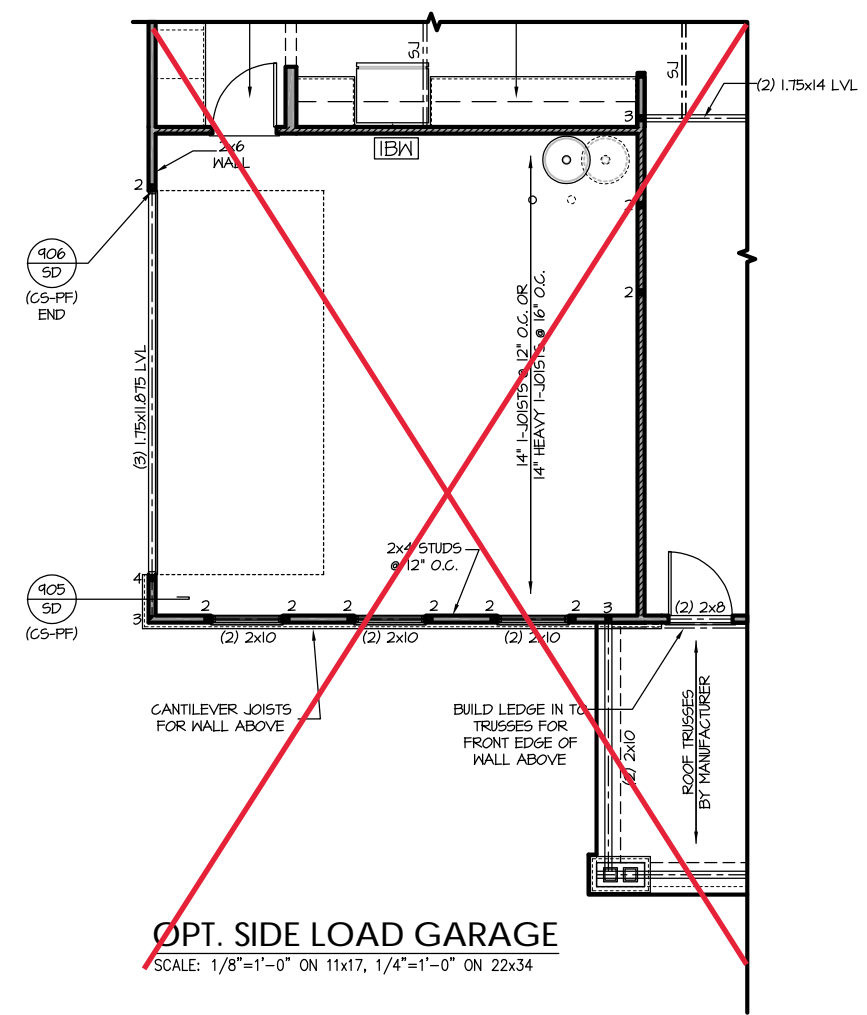 SJ
SJ
(2) 1.75x14 LVL
3
IBW
2x6
WALL
2
906
SD
(CS-PF)
END
2
2
14" I-JOISTS @ 12" O.C. OR
14" HEAVY I-JOISTS @ 16" O.C.
(3) 1.75x11.875 LVL
2x4 STUDS
@ 12" O.C.
4
905
SD
(CS-PF)
3
2 2 2 2 2 2 3
(2) 2x8
(2) 2x10 (2) 2x10 (2) 2x10
CANTILEVER JOISTS
FOR WALL ABOVE
BUILD LEDGE IN TO
TRUSSES FOR
FRONT EDGE OF
WALL ABOVE
(2) 2x10
ROOF TRUSSES
BY MANUFACTURER
OPT. SIDE LOAD GARAGE
SCALE: 1/8"=1'-0" ON 11x17, 1/4"=1'-0" ON 22x34